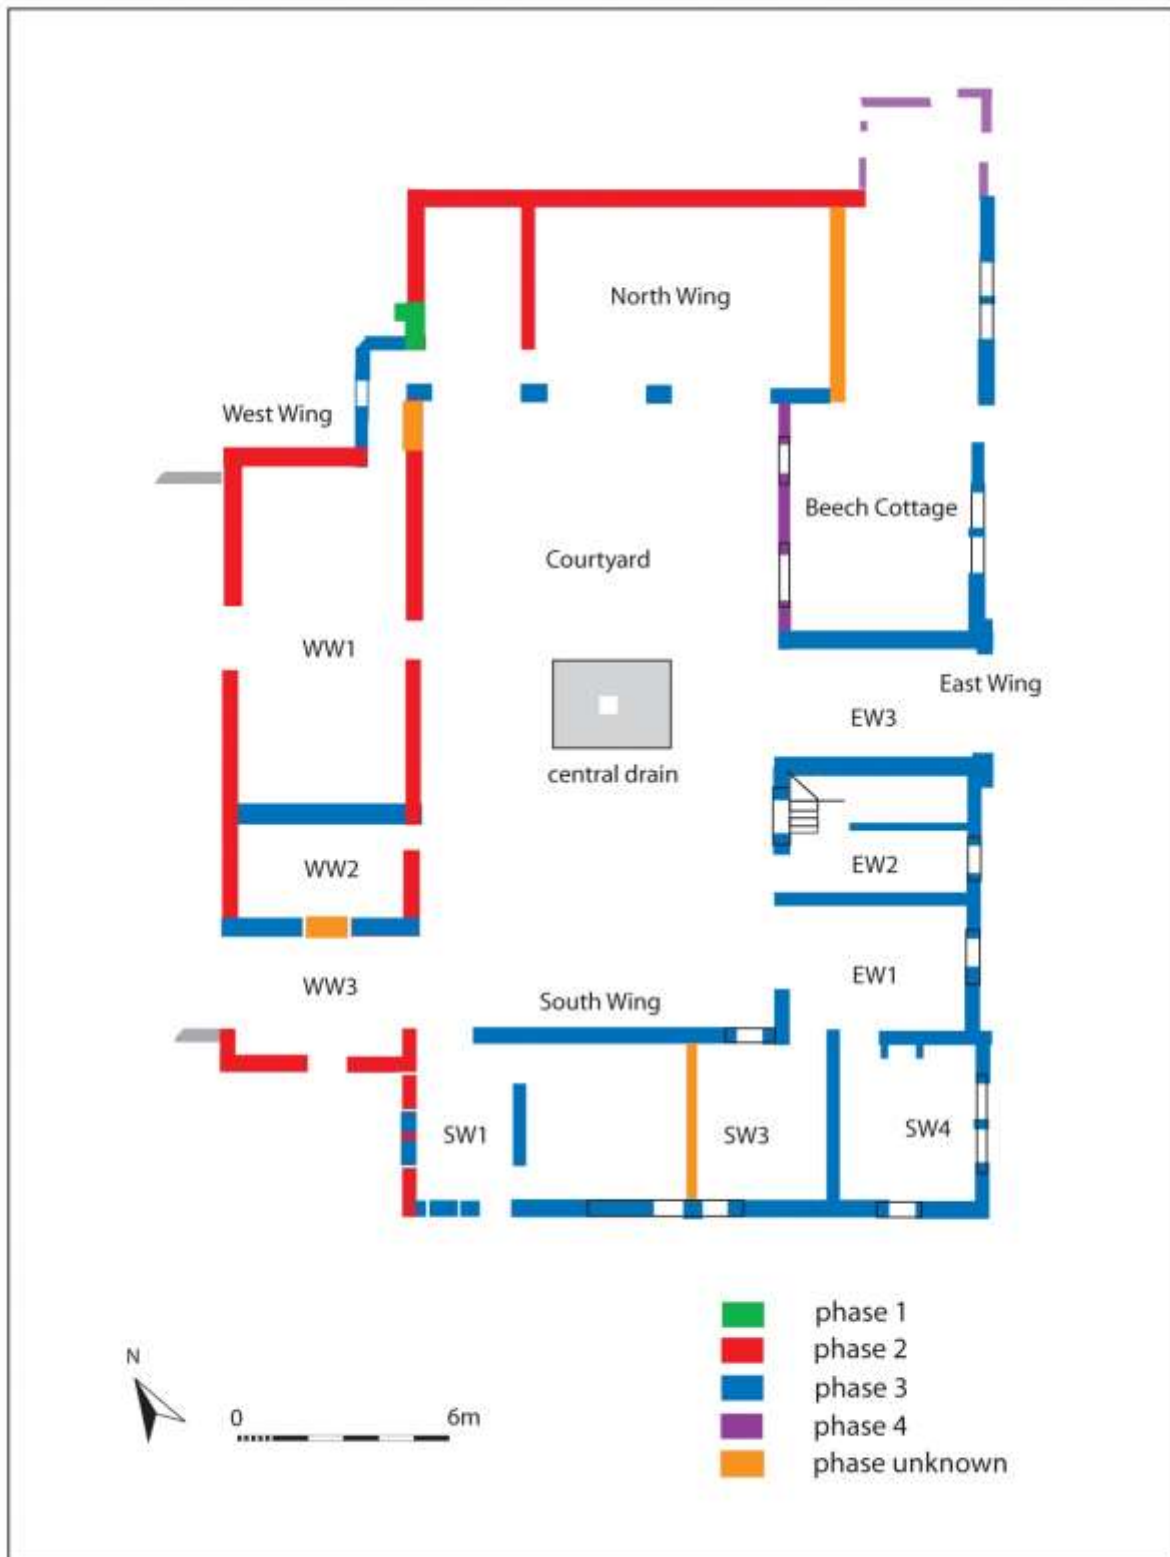 North Wing
West Wing
Beech Cottage
Courtyard
WW1
East Wing
EW3
central drain
WW2
EW2
WW3
EW1
South Wing
SW1
SW3
SW4
phase 1
phase 2
phase 3
phase 4
phase unknown
N
0 6m